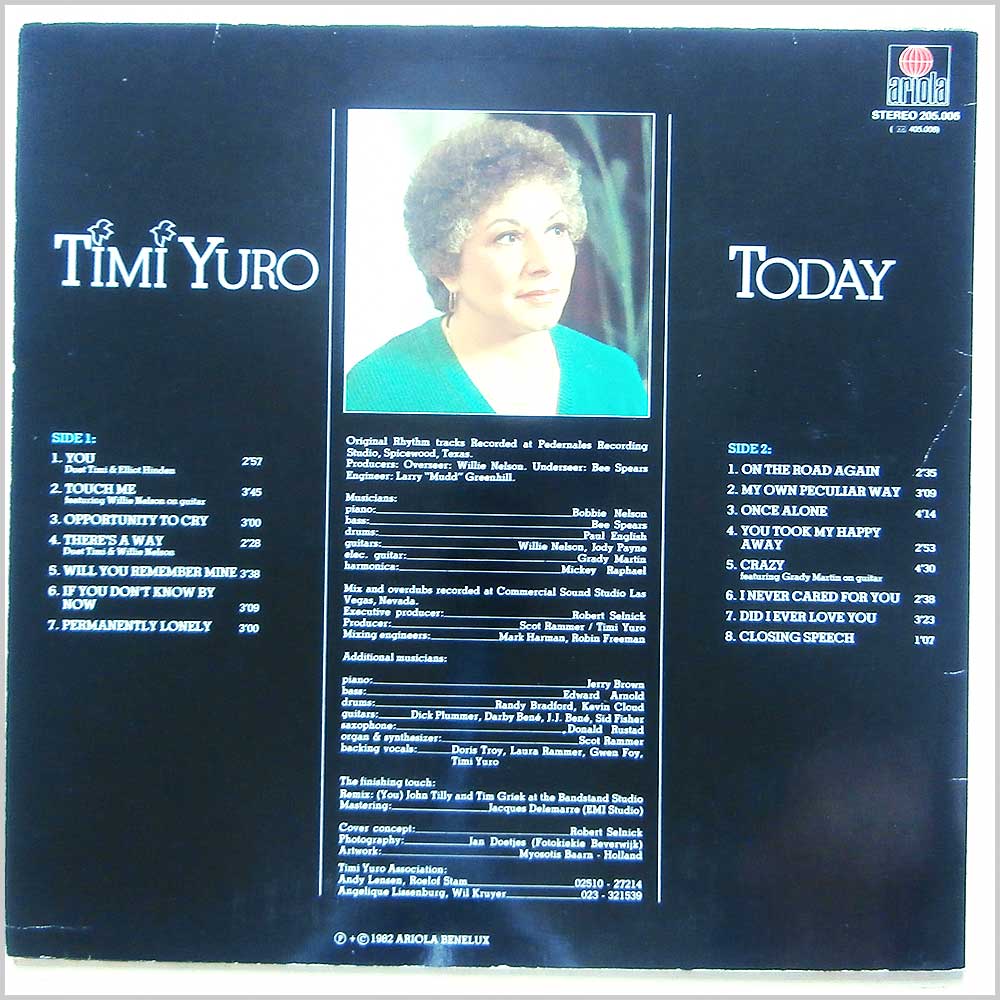 ariola
STEREO 205.006
405.006)
TIMI YURO
TODAY
SIDE 1:
1. YOU 2'57
Duet Timi & Elliot Hinden
2. TOUCH ME 3'45
featuring Willie Nelson on guitar
3. OPPORTUNITY TO CRY 3'00
4. THERE'S A WAY 2'28
Duet Timi & Willie Nelson
5. WILL YOU REMEMBER MINE 3'38
6. IF YOU DON'T KNOW BY
NOW 3'09
7. PERMANENTLY LONELY 3'00
Original Rhythm tracks Recorded at Pedernales Recording
Studio, Spicewood, Texas.
Producers: Overseer: Willie Nelson. Underseer: Bee Spears
Engineer: Larry "Mudd" Greenhill.
Musicians:
piano: Bobbie Nelson
bass: Bee Spears
drums: Paul English
guitars: Willie Nelson, Jody Payne
elec. guitar: Grady Martin
harmonica: Mickey Raphael
Mix and overdubs recorded at Commercial Sound Studio Las
Vegas, Nevada.
Executive producer: Robert Selnick
Producer: Scot Rammer / Timi Yuro
Mixing engineers: Mark Harman, Robin Freeman
Additional musicians:
piano: Jerry Brown
bass: Edward Arnold
drums: Randy Bradford, Kevin Cloud
guitars: Dick Plummer, Darby Bené, J.J. Bené, Sid Fisher
saxophone: Donald Rustad
organ & synthesizer: Scot Rammer
backing vocals: Doris Troy, Laura Rammer, Gwen Foy,
Timi Yuro
The finishing touch:
Remix: (You) John Tilly and Tim Griek at the Bandstand Studio
Mastering: Jacques Delemarre (EMI Studio)
Cover concept: Robert Selnick
Photography: Jan Doetjes (Fotokiekie Beverwijk)
Artwork: Myosotis Baarn - Holland
Timi Yuro Association:
Andy Lensen, Roelof Stam 02510 - 27214
Angelique Lissenburg, Wil Kruyer 023 - 321539
SIDE 2:
1. ON THE ROAD AGAIN 2'35
2. MY OWN PECULIAR WAY 3'09
3. ONCE ALONE 4'14
4. YOU TOOK MY HAPPY
AWAY 2'53
5. CRAZY 4'30
featuring Grady Martin on guitar
6. I NEVER CARED FOR YOU 2'38
7. DID I EVER LOVE YOU 3'23
8. CLOSING SPEECH 1'07
Ⓟ + © 1982 ARIOLA BENELUX